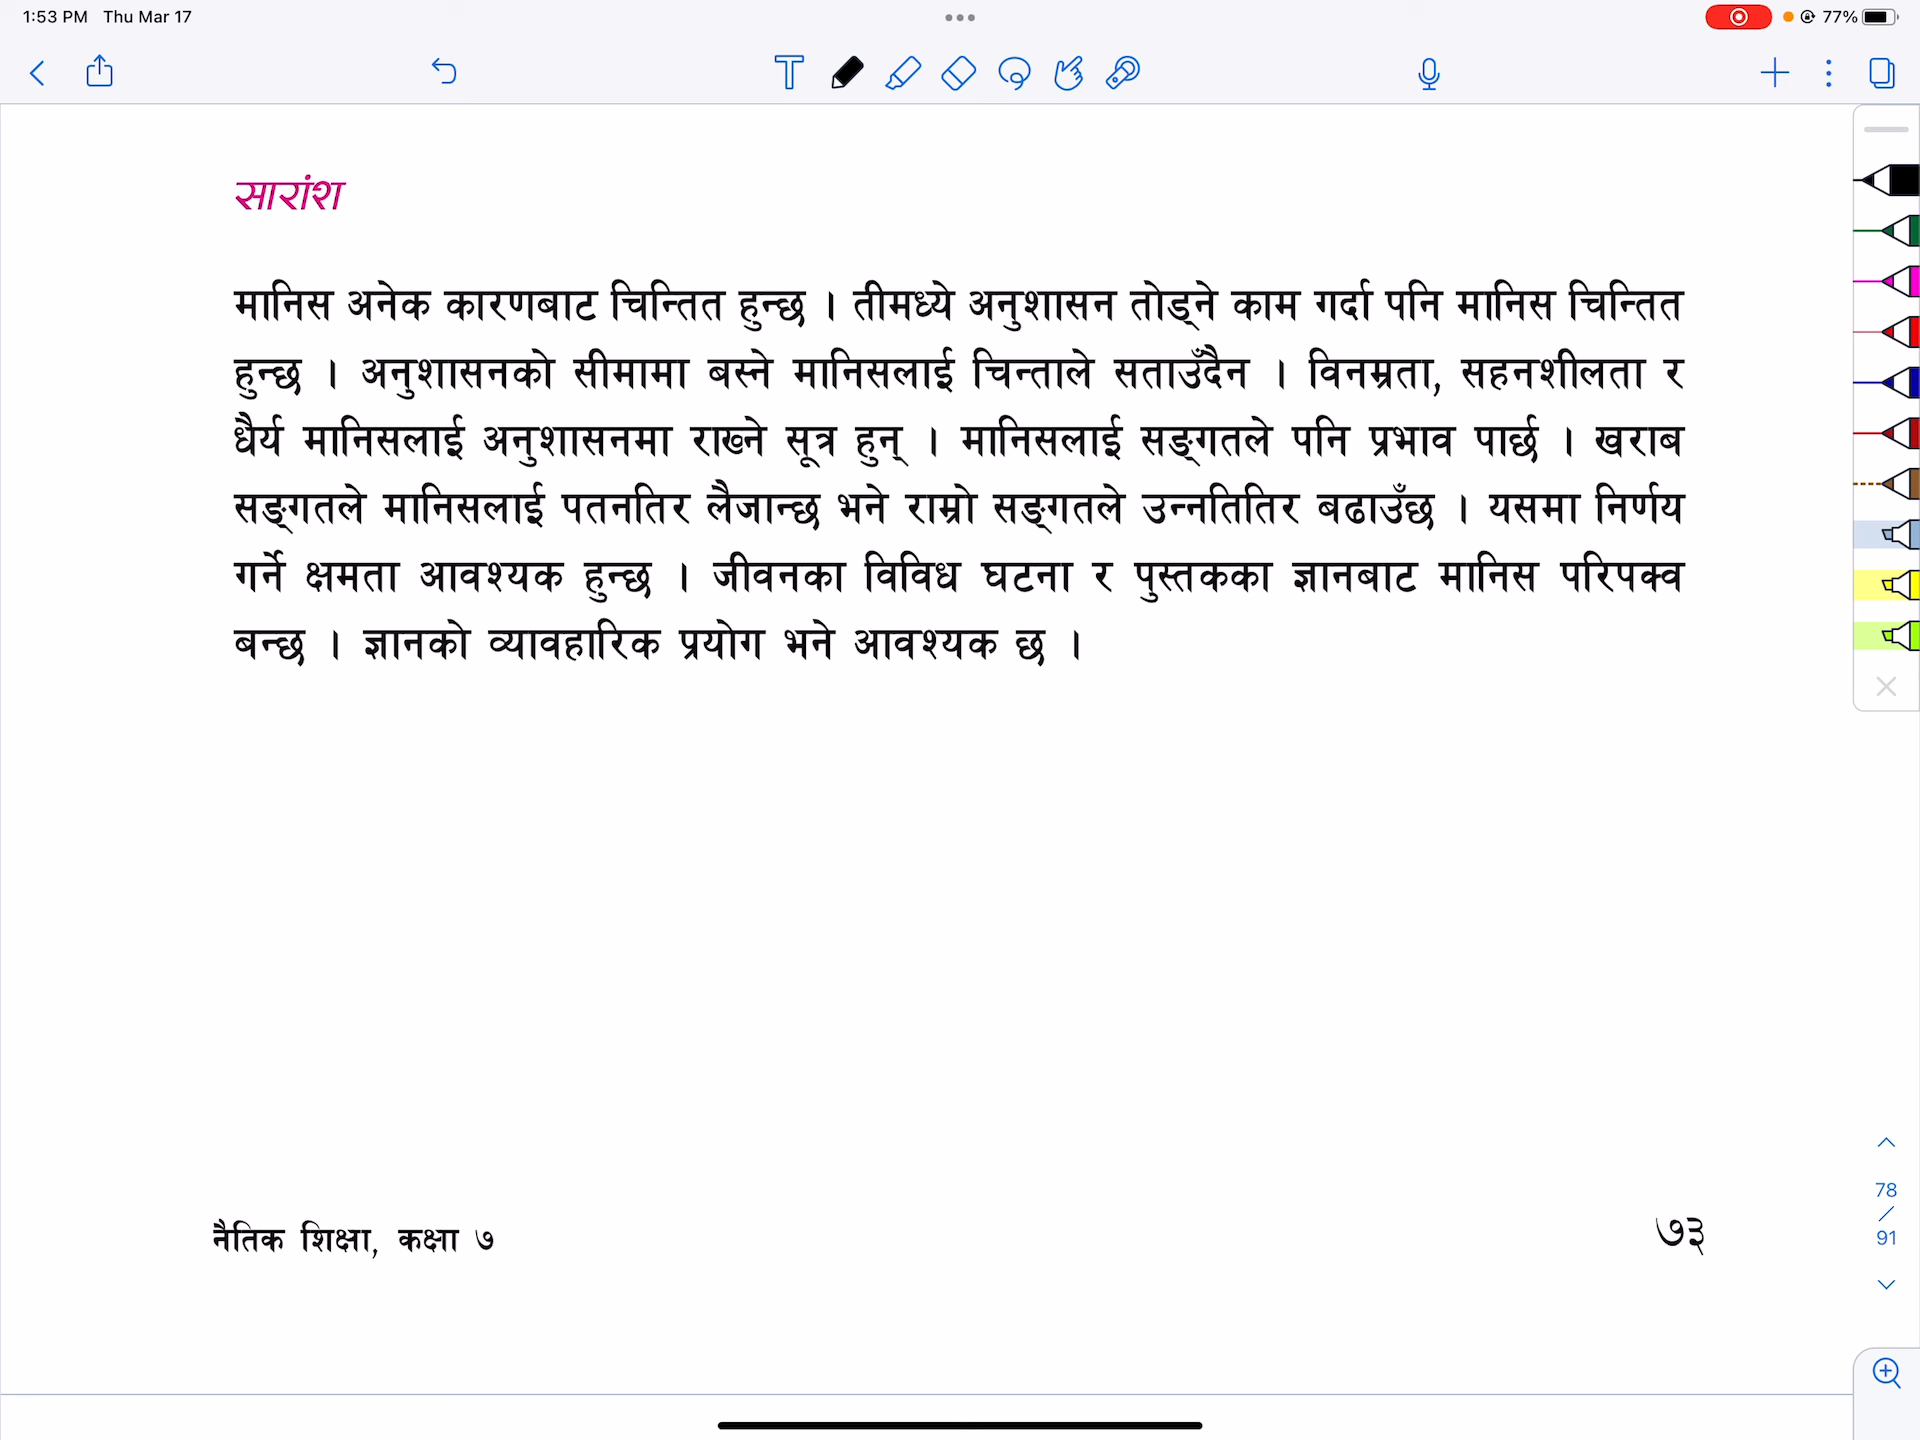 1:53 PM Thu Mar 17
77%
सारांश
मानिस अनेक कारणबाट चिन्तित हुन्छ । तीमध्ये अनुशासन तोड्ने काम गर्दा पनि मानिस चिन्तित
हुन्छ । अनुशासनको सीमामा बस्ने मानिसलाई चिन्ताले सताउँदैन । विनम्रता, सहनशीलता र
धैर्य मानिसलाई अनुशासनमा राख्ने सूत्र हुन् । मानिसलाई सङ्गतले पनि प्रभाव पार्छ । खराब
सङ्गतले मानिसलाई पतनतिर लैजान्छ भने राम्रो सङ्गतले उन्नतितिर बढाउँछ । यसमा निर्णय
गर्ने क्षमता आवश्यक हुन्छ । जीवनका विविध घटना र पुस्तकका ज्ञानबाट मानिस परिपक्व
बन्छ । ज्ञानको व्यावहारिक प्रयोग भने आवश्यक छ ।
78
/
91
नैतिक शिक्षा, कक्षा ७
७३